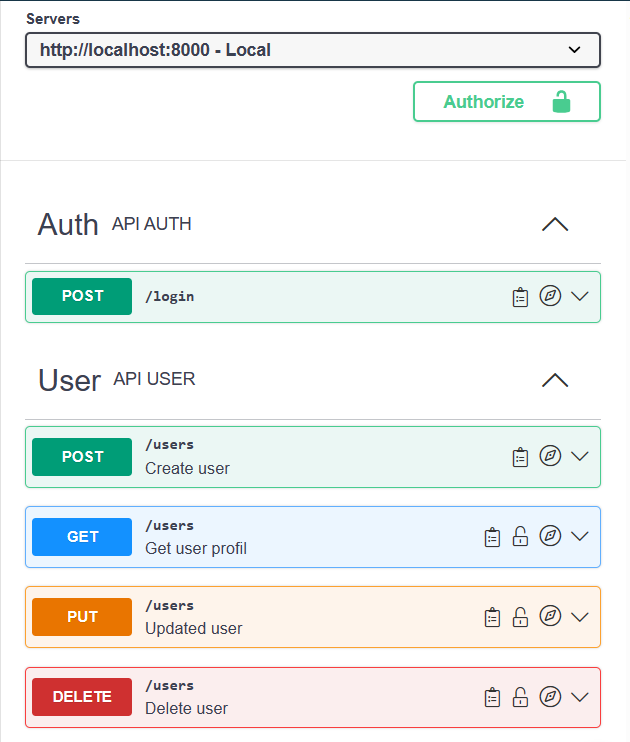 Servers
http://localhost:8000 - Local
Authorize
Auth API AUTH
POST /login
User API USER
POST /users
Create user
GET /users
Get user profil
PUT /users
Updated user
DELETE /users
Delete user